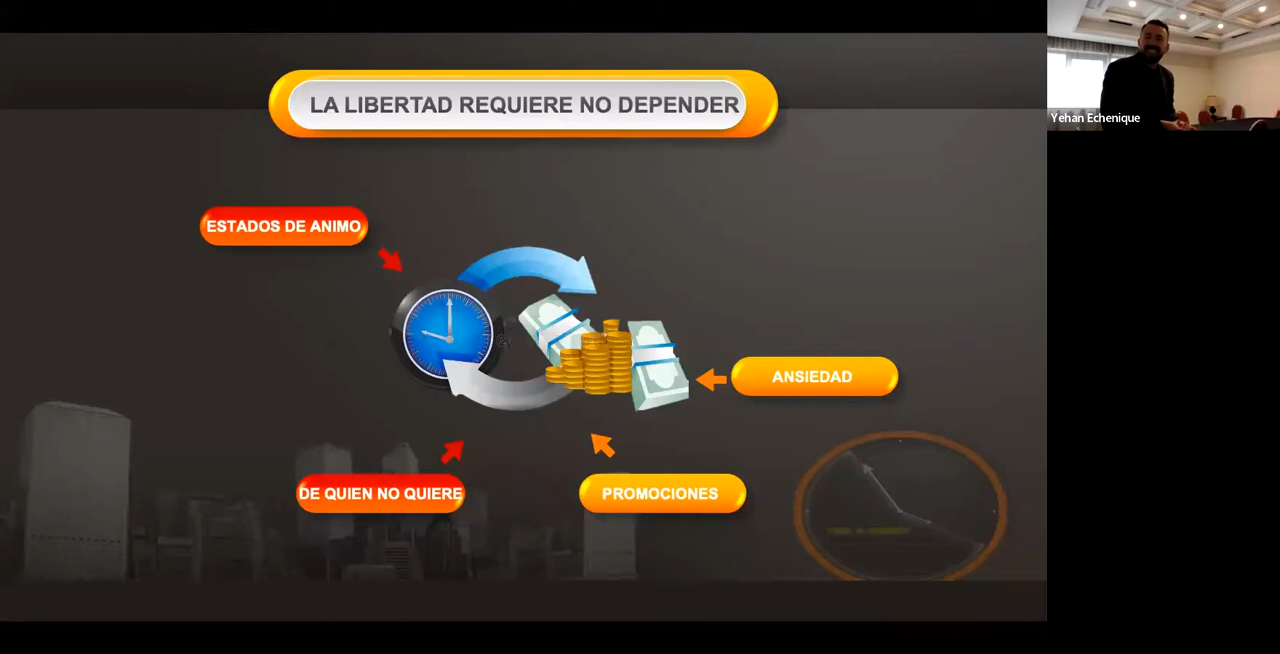 LA LIBERTAD REQUIERE NO DEPENDER
Yehan Echenique
ESTADOS DE ANIMO
ANSIEDAD
DE QUIEN NO QUIERE
PROMOCIONES